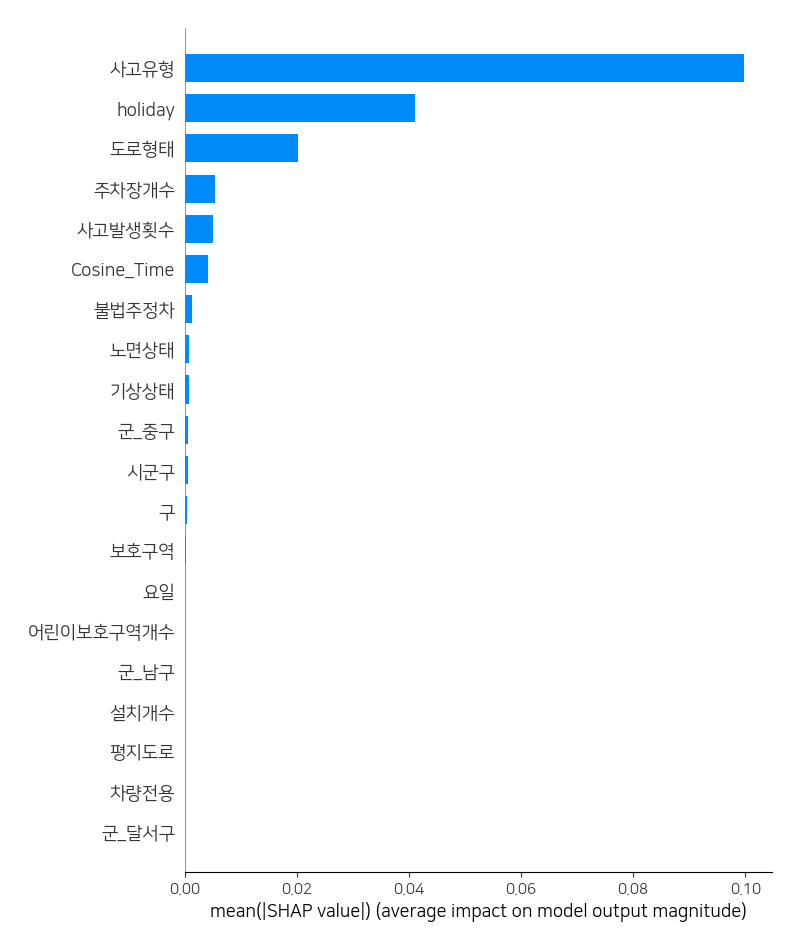 사고유형
holiday
도로형태
주차장개수
사고발생횟수
Cosine_Time
불법주정차
노면상태
기상상태
군_중구
시군구
구
보호구역
요일
어린이보호구역개수
군_남구
설치개수
평지도로
차량전용
군_달서구
0.00 0.02 0.04 0.06 0.08 0.10
mean(|SHAP value|) (average impact on model output magnitude)